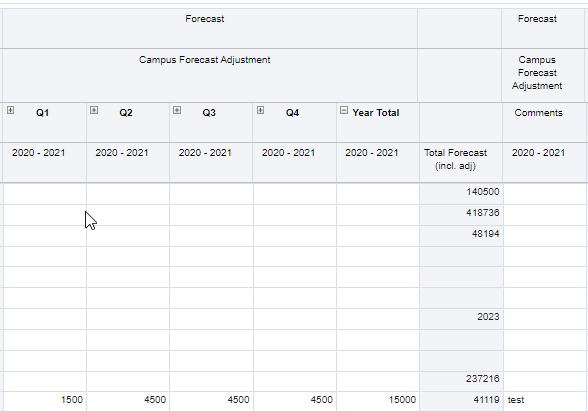 Forecast Forecast
Campus Forecast Adjustment Campus
Forecast
Adjustment
Q1 Q2 Q3 Q4 Year Total Comments
2020 - 2021 2020 - 2021 2020 - 2021 2020 - 2021 2020 - 2021 Total Forecast 2020 - 2021
(incl. adj)
140500
418736
48194
2023
237216
1500 4500 4500 4500 15000 41119 test